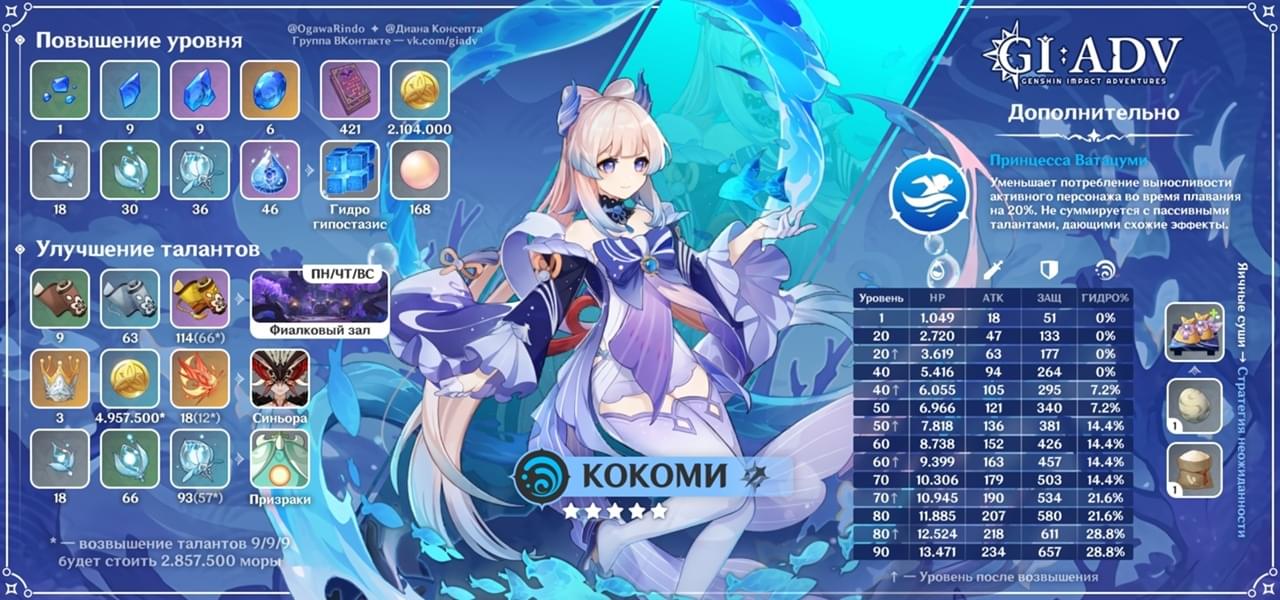 Повышение уровня
@OgawaRindo ✦ @Диана Консепта
Группа ВКонтакте — vk.com/giadv
1 9 9 6 421 2.104.000
18 30 36 46 Гидро гипостазис 168
Улучшение талантов
ПН/ЧТ/ВС
Фиалковый зал
9 63 114(66*)
3 4.957.500* 18(12*) Синьора
18 66 93(57*) Призраки
* — возвышение талантов 9/9/9
будет стоить 2.857.500 моры
КОКОМИ
GI·ADV
GENSHIN IMPACT ADVENTURES
Дополнительно
Принцесса Ватацуми
Уменьшает потребление выносливости
активного персонажа во время плавания
на 20%. Не суммируется с пассивными
талантами, дающими схожие эффекты.
Уровень HP АТК ЗАЩ ГИДРО%
1 1.049 18 51 0%
20 2.720 47 133 0%
20↑ 3.619 63 177 0%
40 5.416 94 264 0%
40↑ 6.055 105 295 7.2%
50 6.966 121 340 7.2%
50↑ 7.818 136 381 14.4%
60 8.738 152 426 14.4%
60↑ 9.399 163 457 14.4%
70 10.306 179 503 14.4%
70↑ 10.945 190 534 21.6%
80 11.885 207 580 21.6%
80↑ 12.524 218 611 28.8%
90 13.471 234 657 28.8%
↑ — Уровень после возвышения
Яичные суши → Стратегия неожиданности
1
1